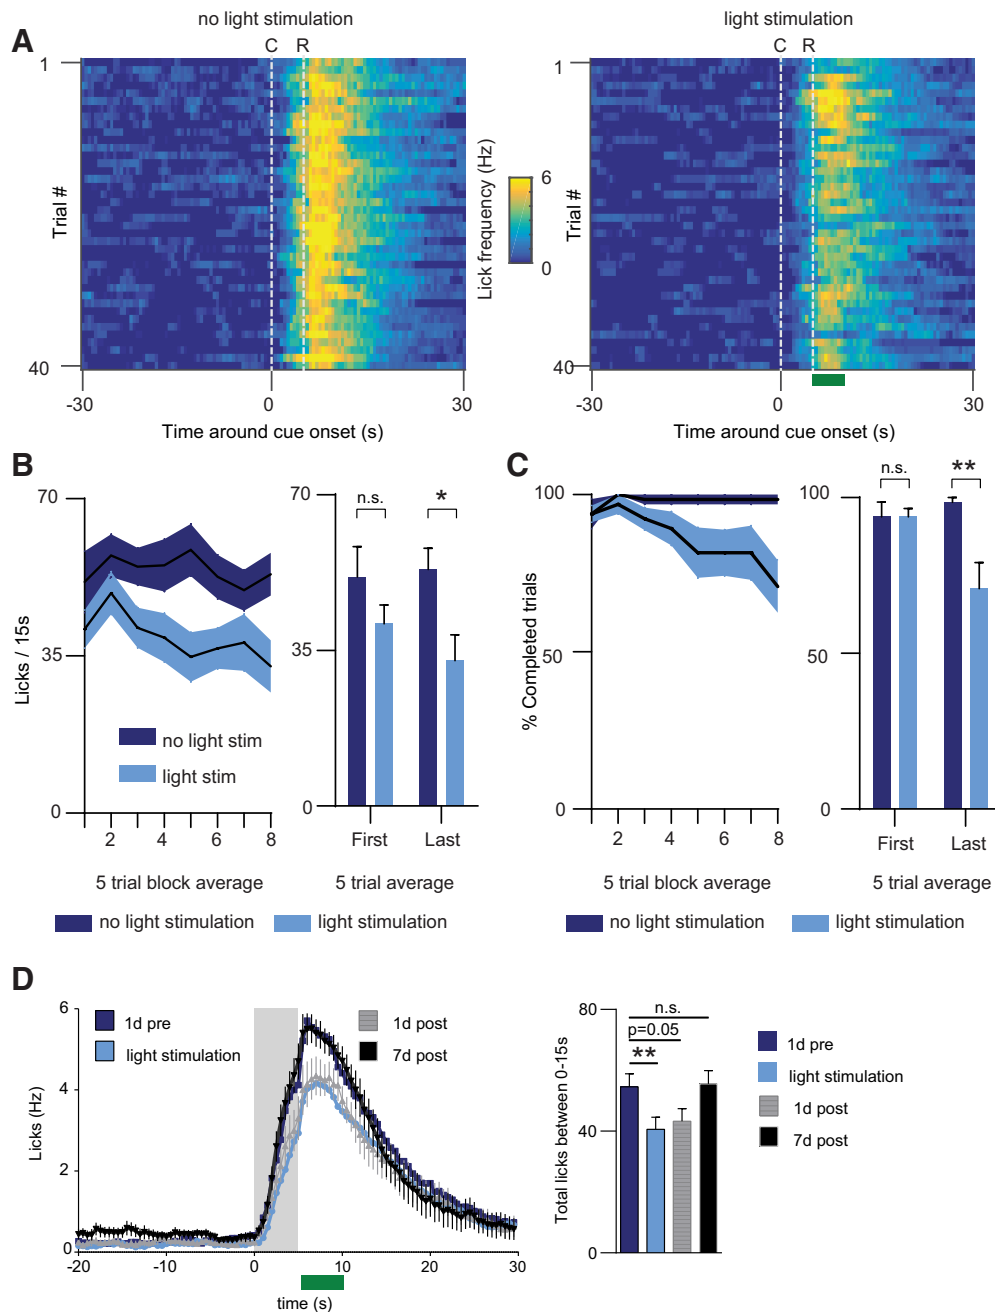 A
no light stimulation
light stimulation
C R
C R
1
Trial #
40
-30
0
30
Time around cue onset (s)
Lick frequency (Hz)
6
0
1
Trial #
40
-30
0
30
Time around cue onset (s)
B
70
35
0
Licks / 15s
no light stim
light stim
2
4
6
8
5 trial block average
70
35
0
n.s.
*
First
Last
5 trial average
no light stimulation
light stimulation
C
100
50
0
% Completed trials
2
4
6
8
5 trial block average
100
50
0
n.s.
**
First
Last
5 trial average
no light stimulation
light stimulation
D
6
4
2
0
Licks (Hz)
1d pre
light stimulation
1d post
7d post
-20
-10
0
10
20
30
time (s)
80
40
0
Total licks between 0-15s
n.s.
p=0.05
**
1d pre
light stimulation
1d post
7d post